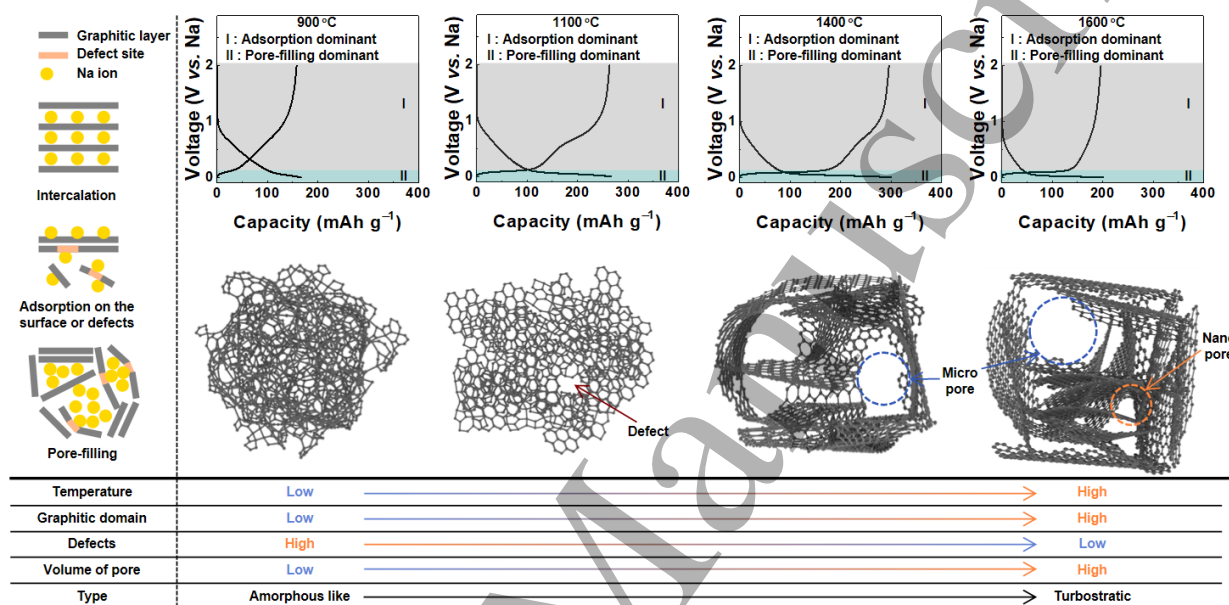 Graphitic layer
Defect site
Na ion
Intercalation
Adsorption on the
surface or defects
Pore-filling
900 °C
I : Adsorption dominant
II : Pore-filling dominant
Voltage (V vs. Na)
2
1
0
I
II
0 100 200 300 400
Capacity (mAh g⁻¹)
1100 °C
I : Adsorption dominant
II : Pore-filling dominant
Voltage (V vs. Na)
2
1
0
I
II
0 100 200 300 400
Capacity (mAh g⁻¹)
1400 °C
I : Adsorption dominant
II : Pore-filling dominant
Voltage (V vs. Na)
2
1
0
I
II
0 100 200 300 400
Capacity (mAh g⁻¹)
1600 °C
I : Adsorption dominant
II : Pore-filling dominant
Voltage (V vs. Na)
2
1
0
I
II
0 100 200 300 400
Capacity (mAh g⁻¹)
Defect
Micro
pore
Nano
pore
Temperature Low High
Graphitic domain Low High
Defects High Low
Volume of pore Low High
Type Amorphous like Turbostratic